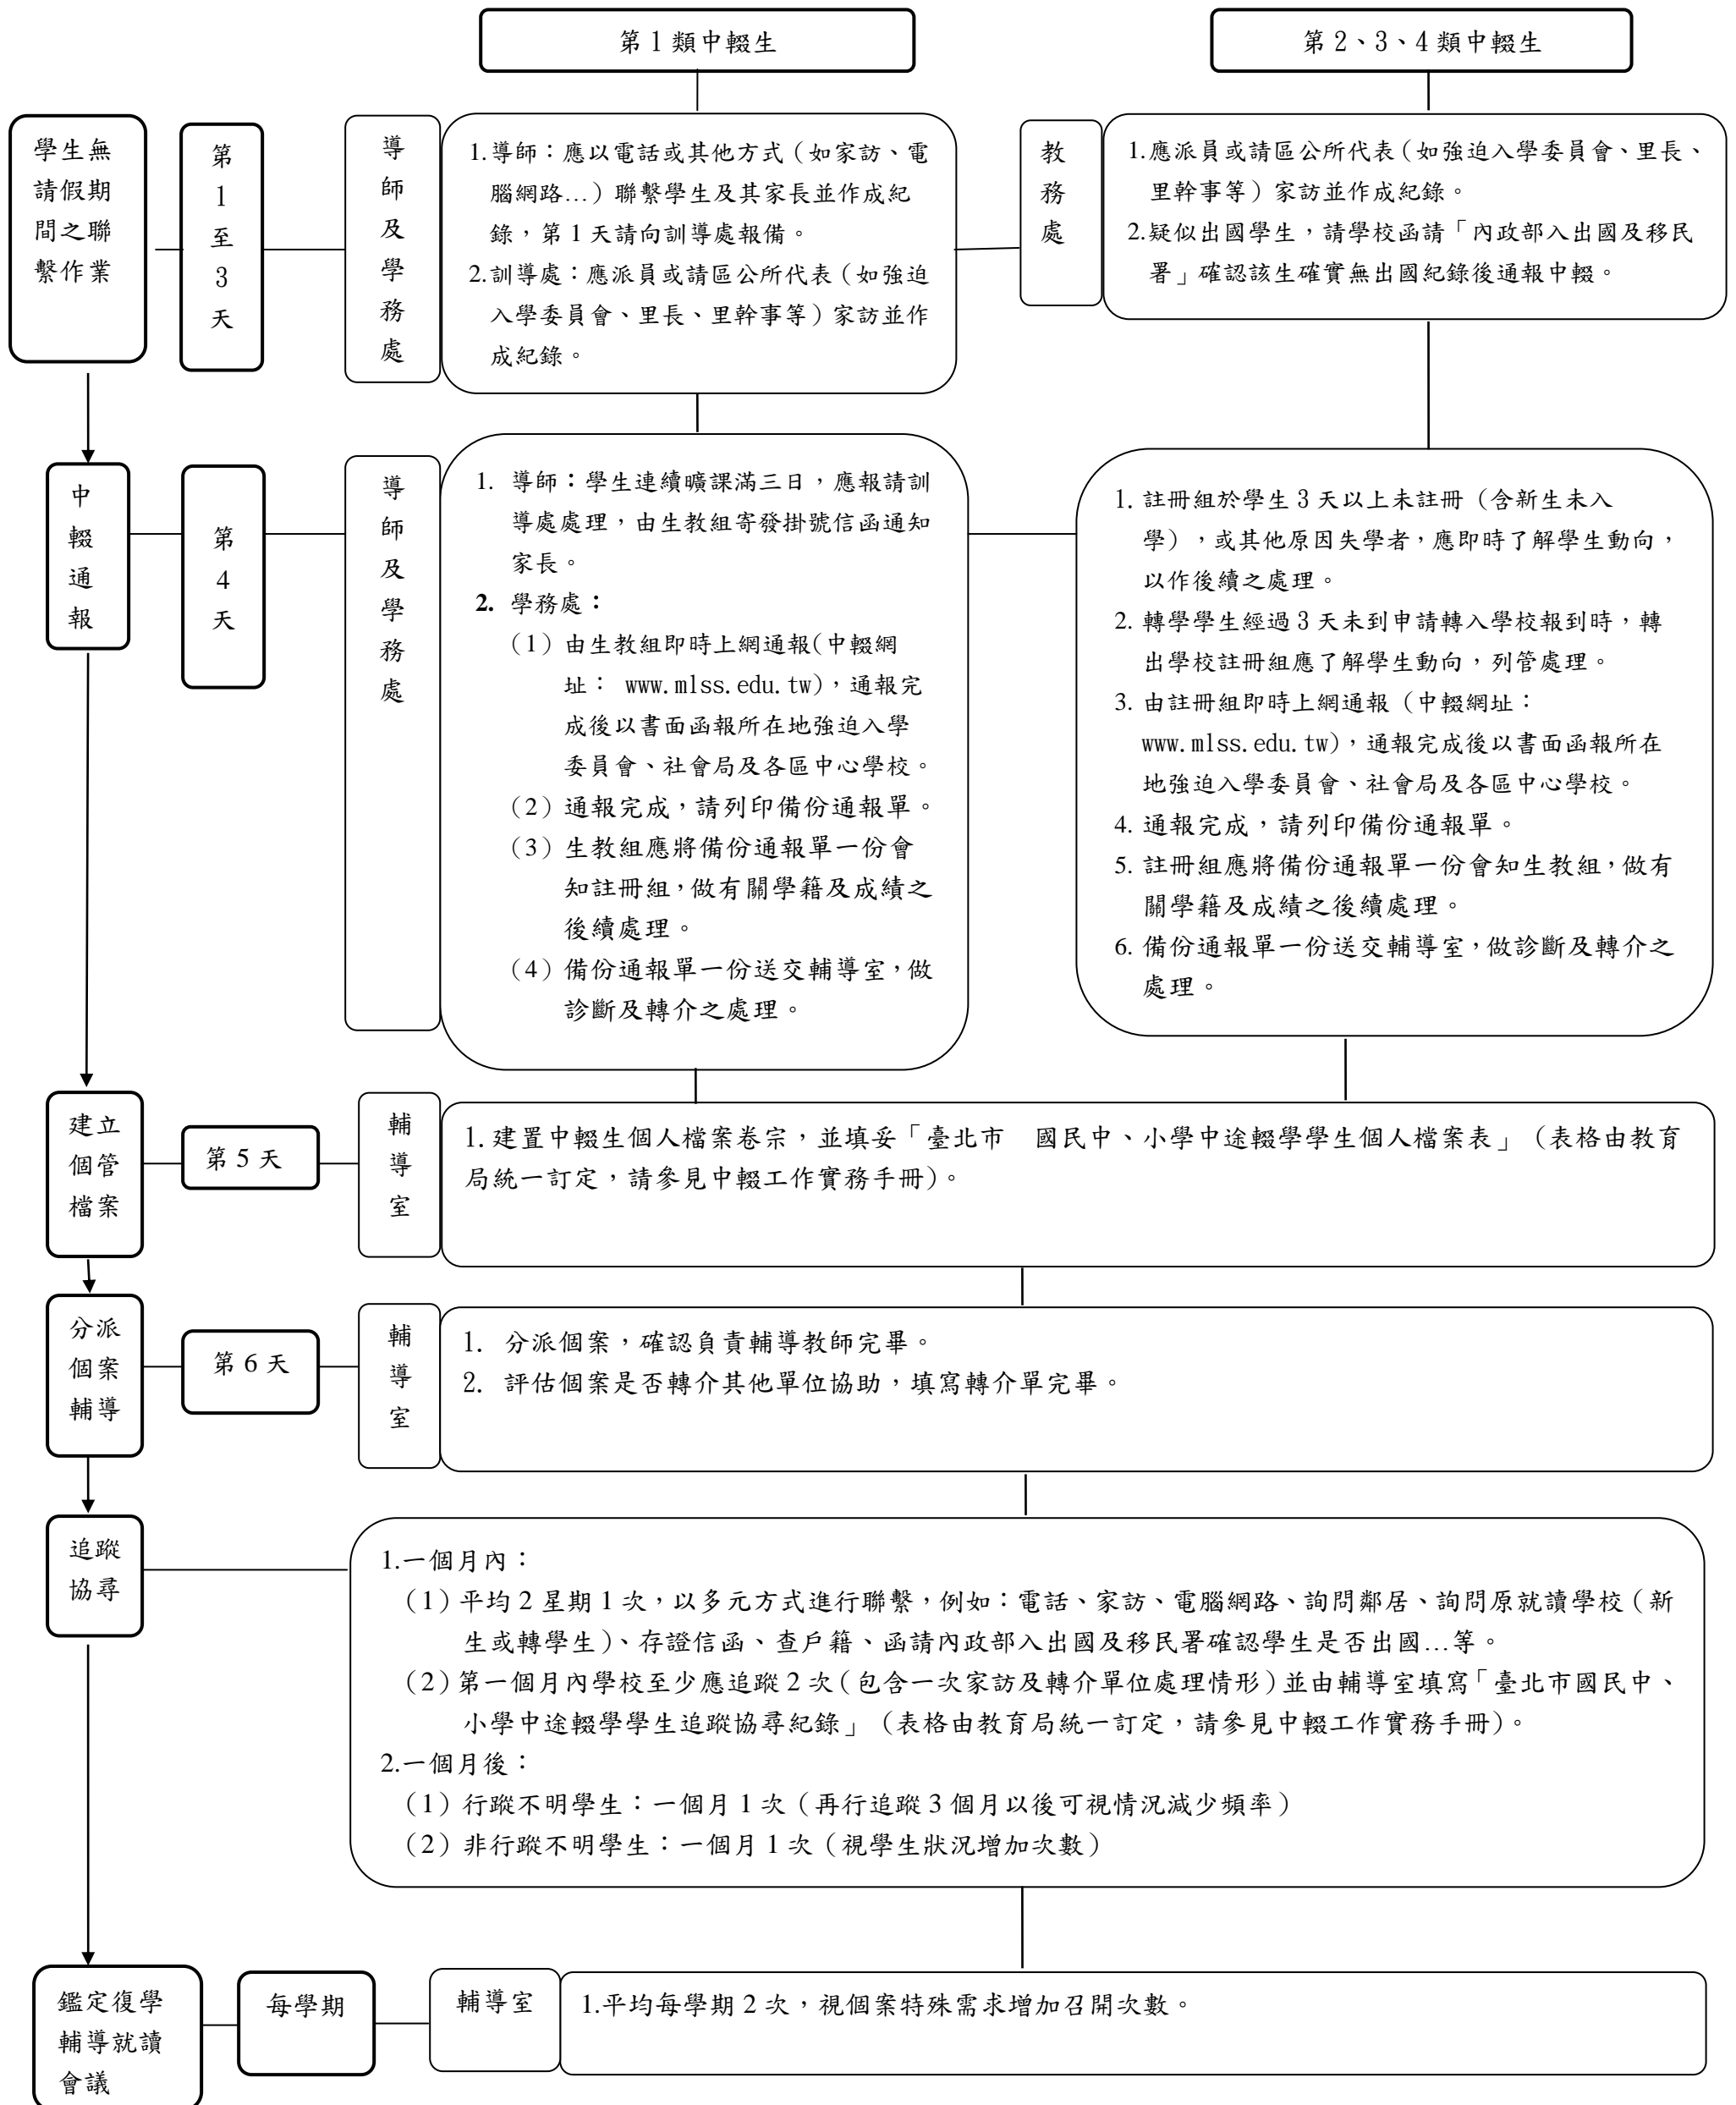 第1類中輟生
第2、3、4類中輟生
學生無
請假期
間之聯
繫作業
第
1
至
3
天
導
師
及
學
務
處
1.導師：應以電話或其他方式（如家訪、電
腦網路…）聯繫學生及其家長並作成紀
錄，第1天請向訓導處報備。
2.訓導處：應派員或請區公所代表（如強迫
入學委員會、里長、里幹事等）家訪並作
成紀錄。
教
務
處
1.應派員或請區公所代表（如強迫入學委員會、里長、
里幹事等）家訪並作成紀錄。
2.疑似出國學生，請學校函請「內政部入出國及移民
署」確認該生確實無出國紀錄後通報中輟。
中
輟
通
報
第
4
天
導
師
及
學
務
處
1. 導師：學生連續曠課滿三日，應報請訓
導處處理，由生教組寄發掛號信函通知
家長。
2. 學務處：
（1）由生教組即時上網通報(中輟網
址： www.mlss.edu.tw)，通報完
成後以書面函報所在地強迫入學
委員會、社會局及各區中心學校。
（2）通報完成，請列印備份通報單。
（3）生教組應將備份通報單一份會
知註冊組，做有關學籍及成績之
後續處理。
（4）備份通報單一份送交輔導室，做
診斷及轉介之處理。
1. 註冊組於學生3天以上未註冊（含新生未入
學），或其他原因失學者，應即時了解學生動向，
以作後續之處理。
2. 轉學學生經過3天未到申請轉入學校報到時，轉
出學校註冊組應了解學生動向，列管處理。
3. 由註冊組即時上網通報（中輟網址：
www.mlss.edu.tw)，通報完成後以書面函報所在
地強迫入學委員會、社會局及各區中心學校。
4. 通報完成，請列印備份通報單。
5. 註冊組應將備份通報單一份會知生教組，做有
關學籍及成績之後續處理。
6. 備份通報單一份送交輔導室，做診斷及轉介之
處理。
建立
個管
檔案
第5天
輔
導
室
1.建置中輟生個人檔案卷宗，並填妥「臺北市　國民中、小學中途輟學學生個人檔案表」（表格由教育
局統一訂定，請參見中輟工作實務手冊）。
分派
個案
輔導
第6天
輔
導
室
1. 分派個案，確認負責輔導教師完畢。
2. 評估個案是否轉介其他單位協助，填寫轉介單完畢。
追蹤
協尋
1.一個月內：
（1）平均2星期1次，以多元方式進行聯繫，例如：電話、家訪、電腦網路、詢問鄰居、詢問原就讀學校（新
生或轉學生）、存證信函、查戶籍、函請內政部入出國及移民署確認學生是否出國…等。
（2）第一個月內學校至少應追蹤2次（包含一次家訪及轉介單位處理情形）並由輔導室填寫「臺北市國民中、
小學中途輟學學生追蹤協尋紀錄」（表格由教育局統一訂定，請參見中輟工作實務手冊）。
2.一個月後：
（1）行蹤不明學生：一個月1次（再行追蹤3個月以後可視情況減少頻率）
（2）非行蹤不明學生：一個月1次（視學生狀況增加次數）
鑑定復學
輔導就讀
會議
每學期
輔導室
1.平均每學期2次，視個案特殊需求增加召開次數。